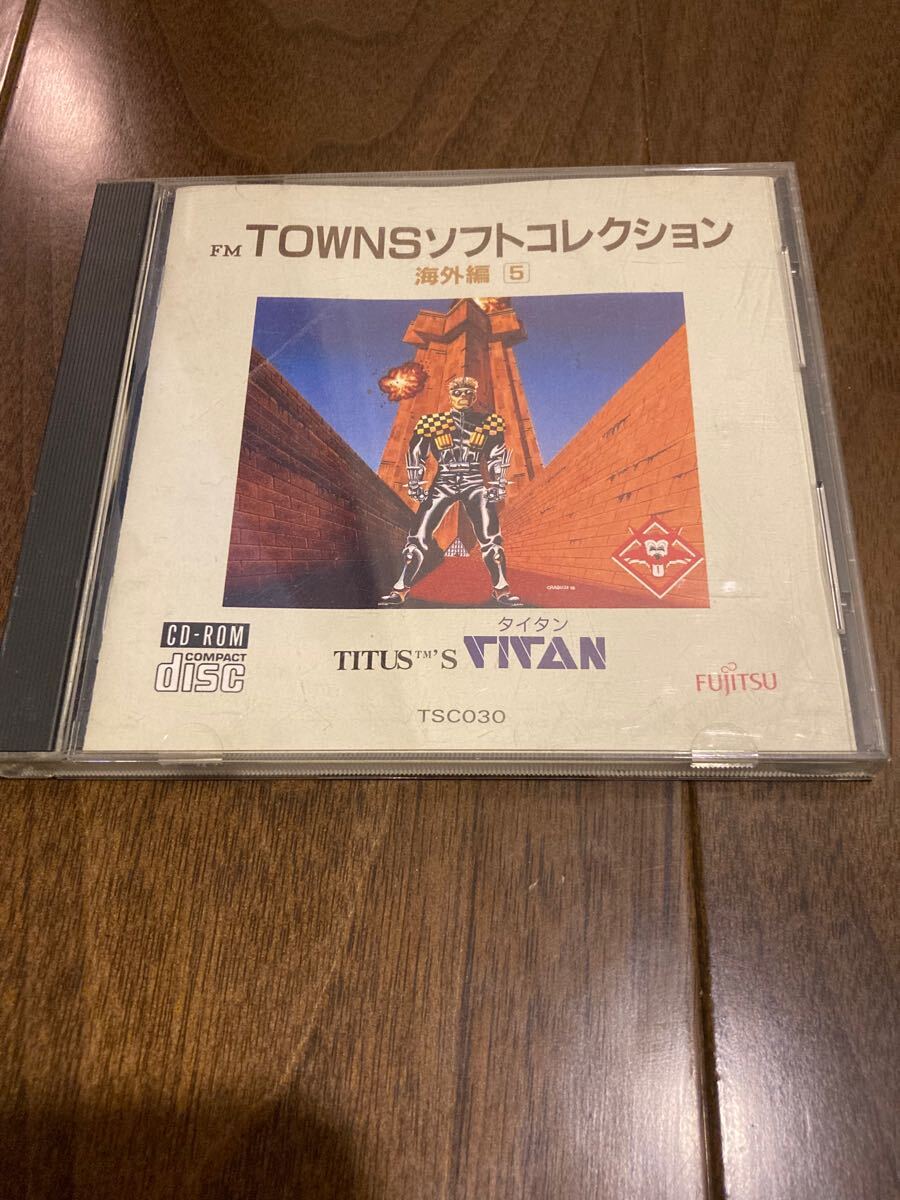 FM TOWNSソフトコレクション
海外編 5
CD-ROM
COMPACT
disc
タイタン
TITUS™'S TITAN
FUJITSU
TSC030